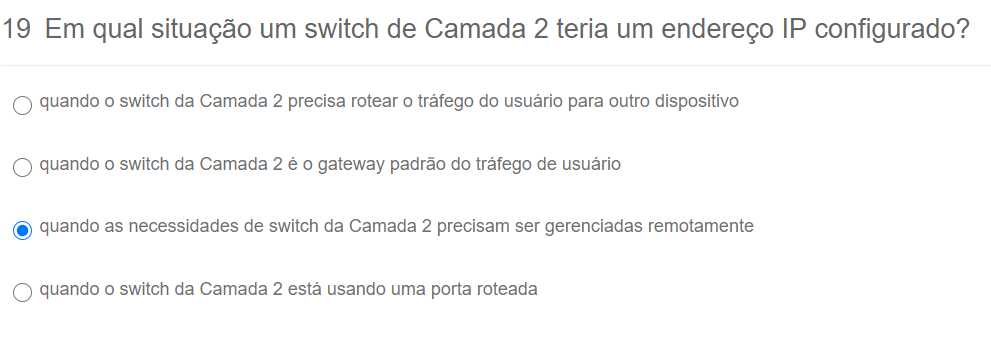 19 Em qual situação um switch de Camada 2 teria um endereço IP configurado?
quando o switch da Camada 2 precisa rotear o tráfego do usuário para outro dispositivo
quando o switch da Camada 2 é o gateway padrão do tráfego de usuário
quando as necessidades de switch da Camada 2 precisam ser gerenciadas remotamente
quando o switch da Camada 2 está usando uma porta roteada